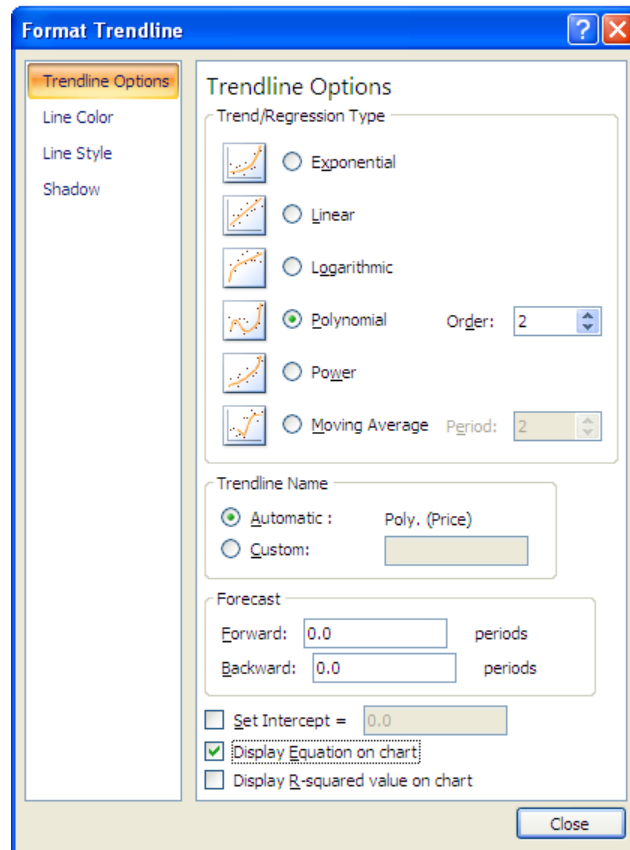 Format Trendline
Trendline Options
Line Color
Line Style
Shadow
Trendline Options
Trend/Regression Type
Exponential
Linear
Logarithmic
Polynomial Order: 2
Power
Moving Average Period: 2
Trendline Name
Automatic : Poly. (Price)
Custom:
Forecast
Forward: 0.0 periods
Backward: 0.0 periods
Set Intercept = 0.0
Display Equation on chart
Display R-squared value on chart
Close